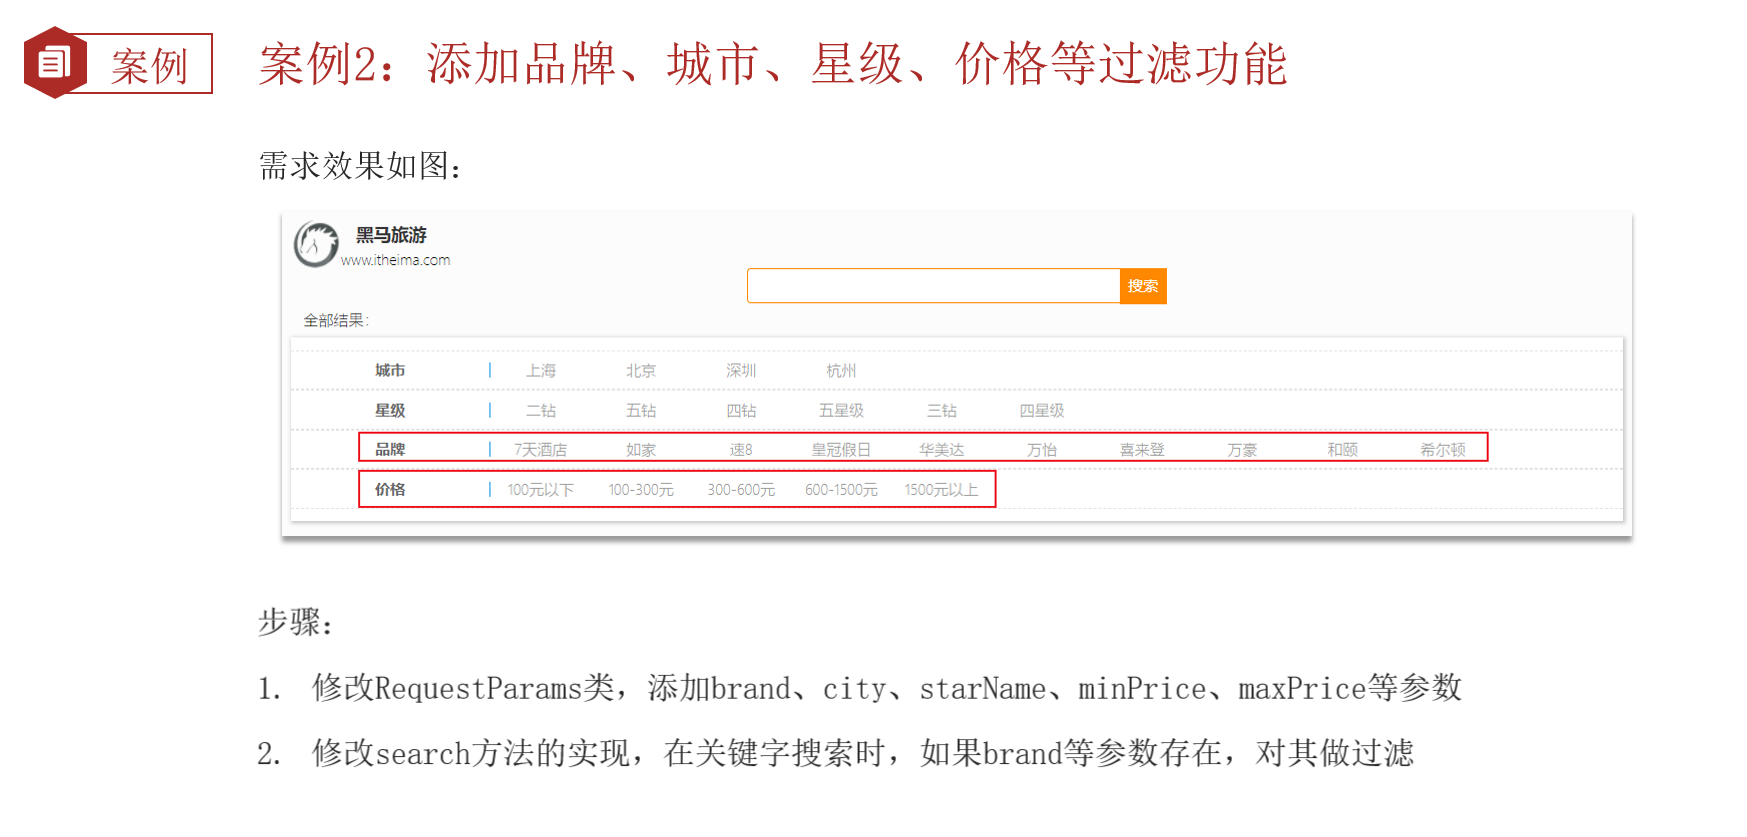 案例
案例2：添加品牌、城市、星级、价格等过滤功能
需求效果如图：
黑马旅游
www.itheima.com
搜索
全部结果：
城市 | 上海 北京 深圳 杭州
星级 | 二钻 五钻 四钻 五星级 三钻 四星级
品牌 | 7天酒店 如家 速8 皇冠假日 华美达 万怡 喜来登 万豪 和颐 希尔顿
价格 | 100元以下 100-300元 300-600元 600-1500元 1500元以上
步骤：
1. 修改RequestParams类，添加brand、city、starName、minPrice、maxPrice等参数
2. 修改search方法的实现，在关键字搜索时，如果brand等参数存在，对其做过滤